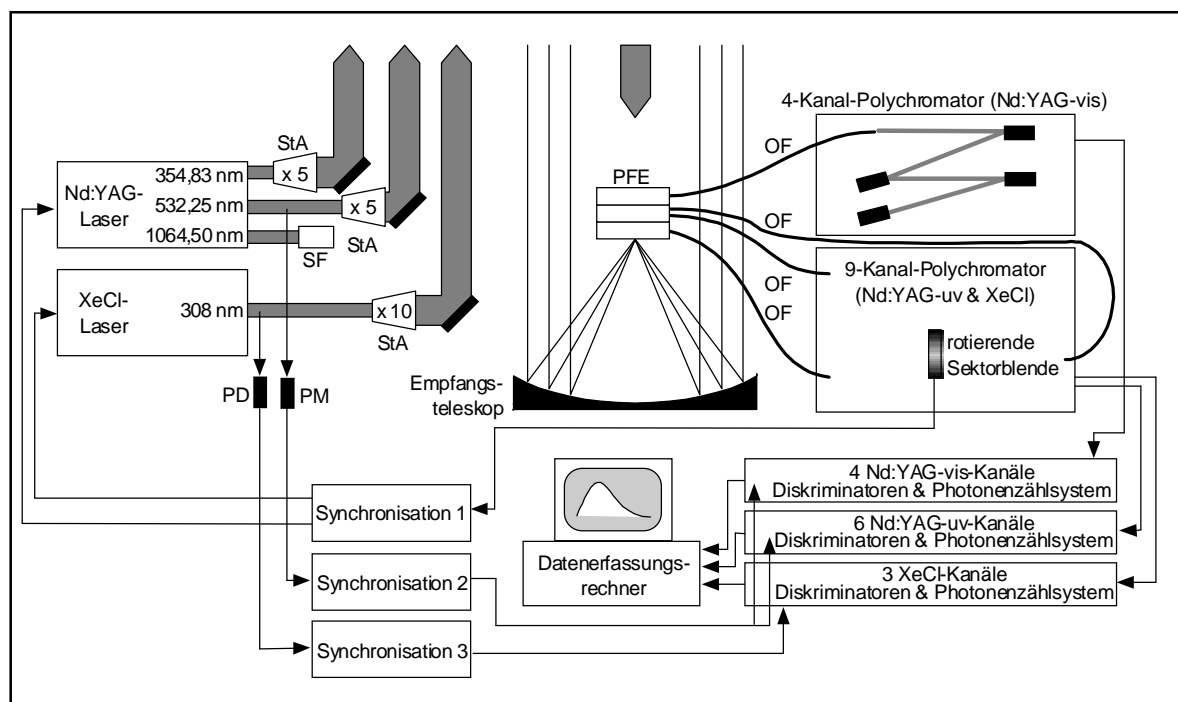 4-Kanal-Polychromator (Nd:YAG-vis)
StA
OF
354,83 nm
x 5
PFE
Nd:YAG-
Laser
532,25 nm
x 5
1064,50 nm
SF
StA
OF
9-Kanal-Polychromator
(Nd:YAG-uv & XeCl)
OF
OF
XeCl-
Laser
308 nm
x 10
StA
rotierende
Sektorblende
PD
PM
Empfangs-
teleskop
4 Nd:YAG-vis-Kanäle
Diskriminatoren & Photonenzählsystem
Synchronisation 1
6 Nd:YAG-uv-Kanäle
Diskriminatoren & Photonenzählsystem
Datenerfassungs-
rechner
Synchronisation 2
3 XeCl-Kanäle
Diskriminatoren & Photonenzählsystem
Synchronisation 3